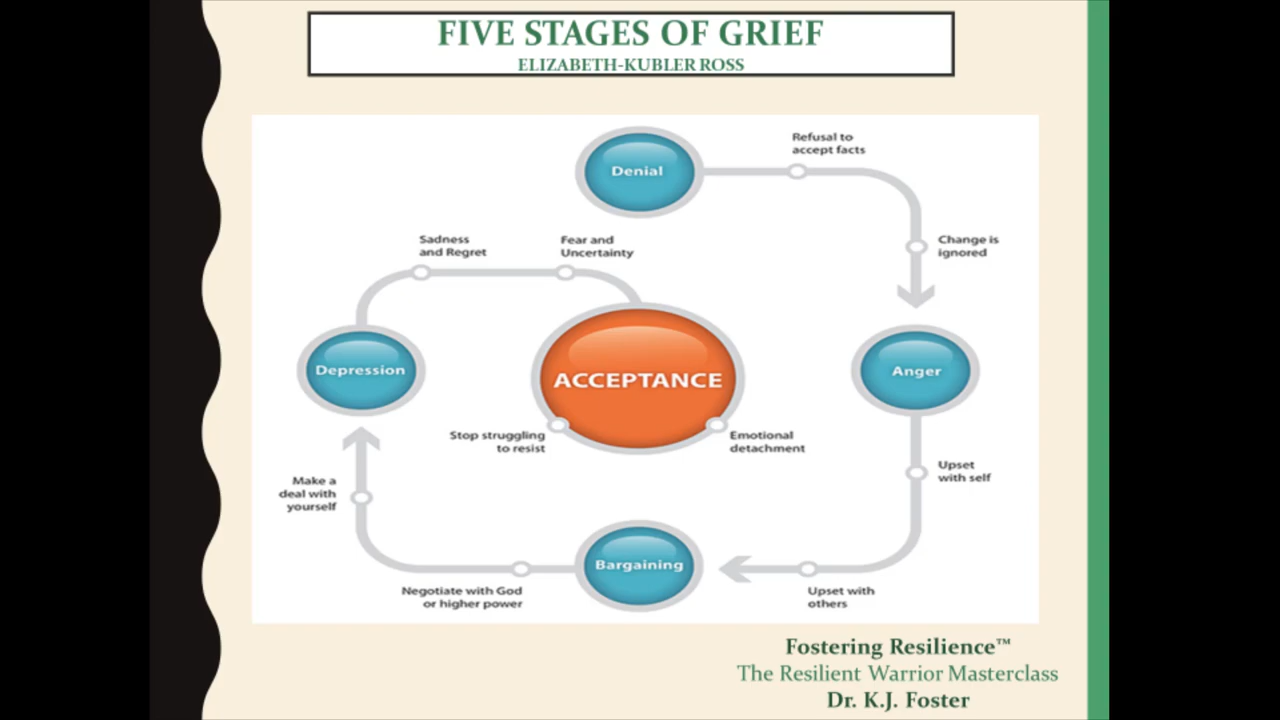 FIVE STAGES OF GRIEF
ELIZABETH-KUBLER ROSS
Denial
Refusal to
accept facts
Change is
ignored
Anger
Upset
with self
Upset with
others
Bargaining
Negotiate with God
or higher power
Make a
deal with
yourself
Depression
Sadness
and Regret
Fear and
Uncertainty
ACCEPTANCE
Stop struggling
to resist
Emotional
detachment
Fostering Resilience™
The Resilient Warrior Masterclass
Dr. K.J. Foster